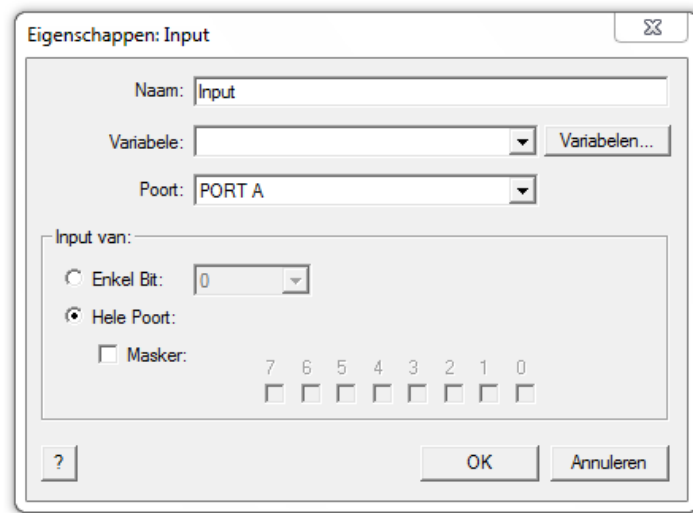 Eigenschappen: Input
Naam: Input
Variabele: Variabelen...
Poort: PORT A
Input van:
Enkel Bit: 0
Hele Poort:
Masker:
7 6 5 4 3 2 1 0
? OK Annuleren